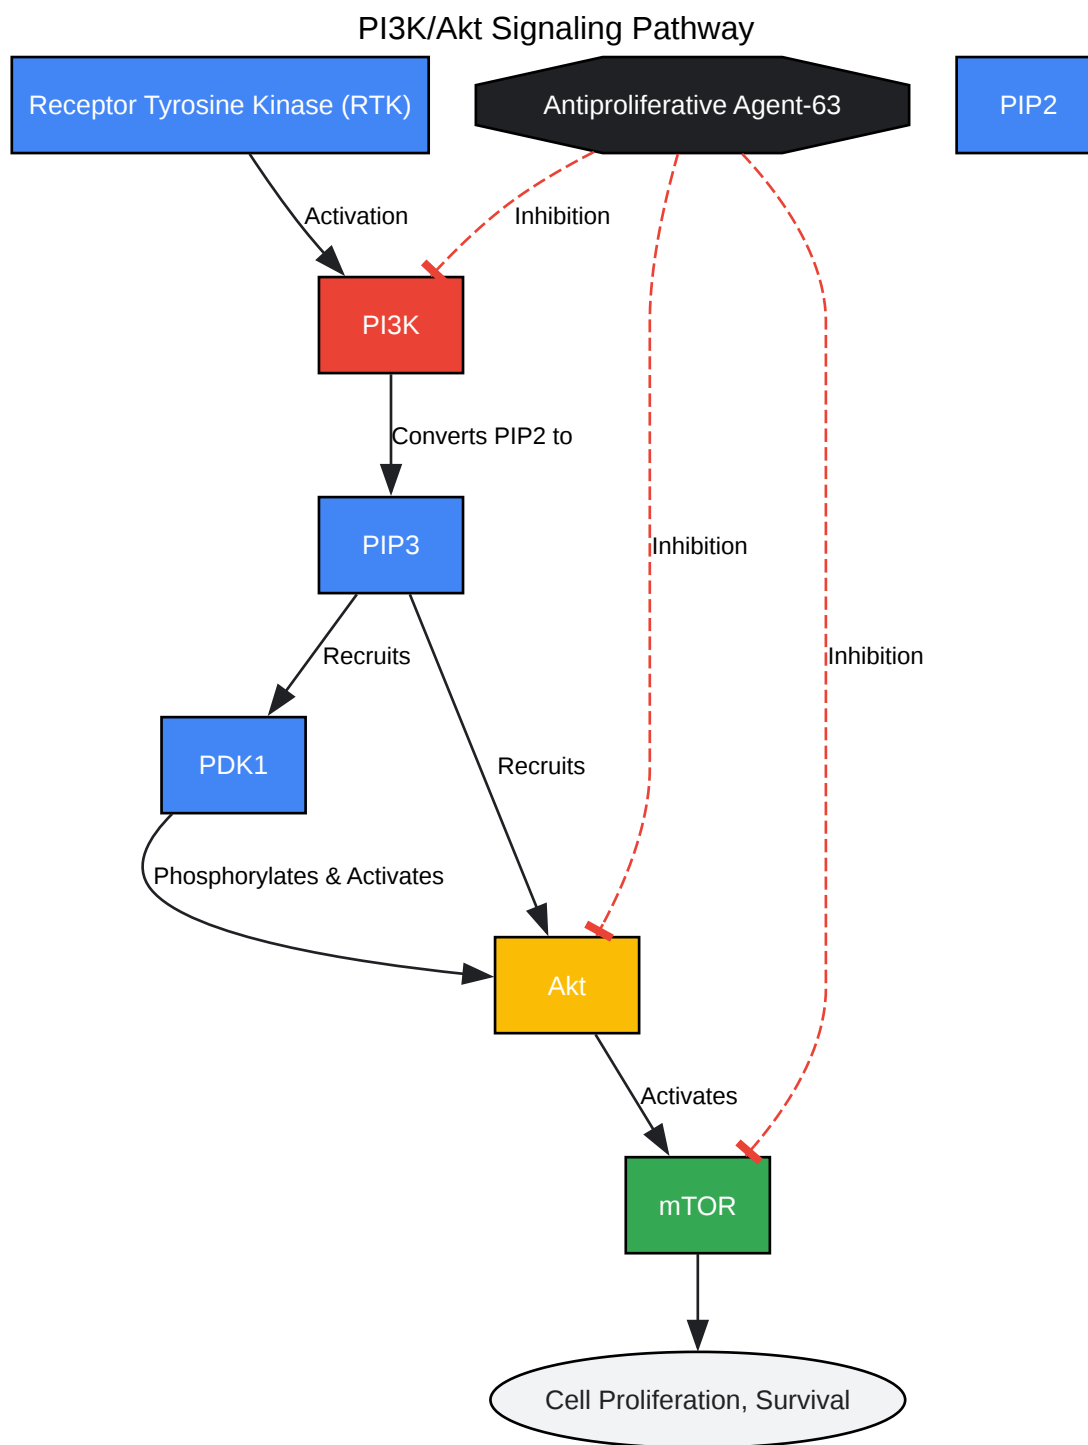 PI3K/Akt Signaling Pathway
Receptor Tyrosine Kinase (RTK)
Antiproliferative Agent-63
PIP2
Activation
Inhibition
PI3K
Converts PIP2 to
PIP3
Inhibition
Recruits
Inhibition
PDK1
Recruits
Phosphorylates & Activates
Akt
Activates
mTOR
Cell Proliferation, Survival